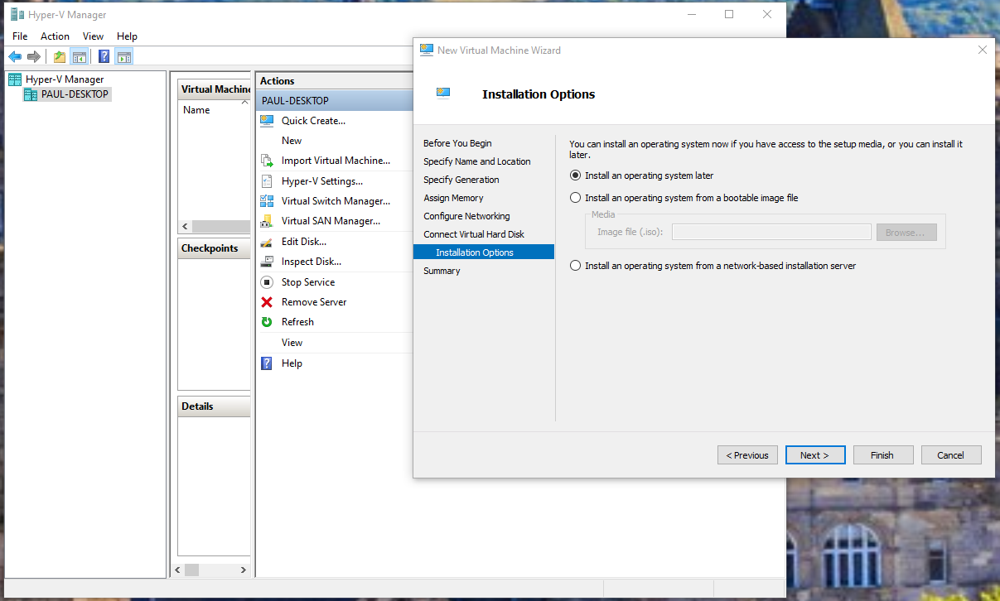 Hyper-V Manager
File Action View Help
Hyper-V Manager
PAUL-DESKTOP
Virtual Machine
Name
Checkpoints
Details
Actions
PAUL-DESKTOP
Quick Create...
New
Import Virtual Machine...
Hyper-V Settings...
Virtual Switch Manager...
Virtual SAN Manager...
Edit Disk...
Inspect Disk...
Stop Service
Remove Server
Refresh
View
Help
New Virtual Machine Wizard
Installation Options
Before You Begin
Specify Name and Location
Specify Generation
Assign Memory
Configure Networking
Connect Virtual Hard Disk
Installation Options
Summary
You can install an operating system now if you have access to the setup media, or you can install it
later.
Install an operating system later
Install an operating system from a bootable image file
Media
Image file (.iso):
Browse...
Install an operating system from a network-based installation server
< Previous
Next >
Finish
Cancel